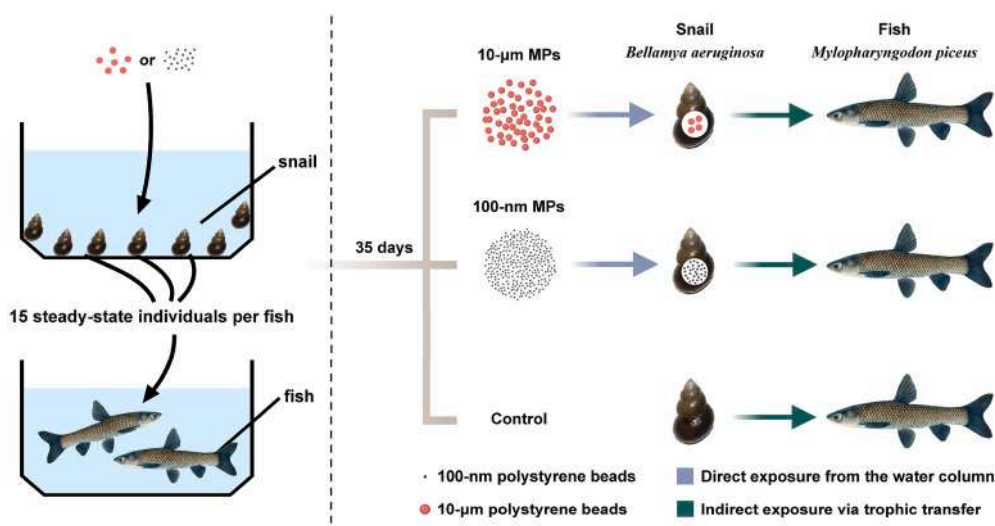 or
snail
15 steady-state individuals per fish
fish
35 days
10-μm MPs
100-nm MPs
Control
Snail
Bellamya aeruginosa
Fish
Mylopharyngodon piceus
100-nm polystyrene beads
10-μm polystyrene beads
Direct exposure from the water column
Indirect exposure via trophic transfer